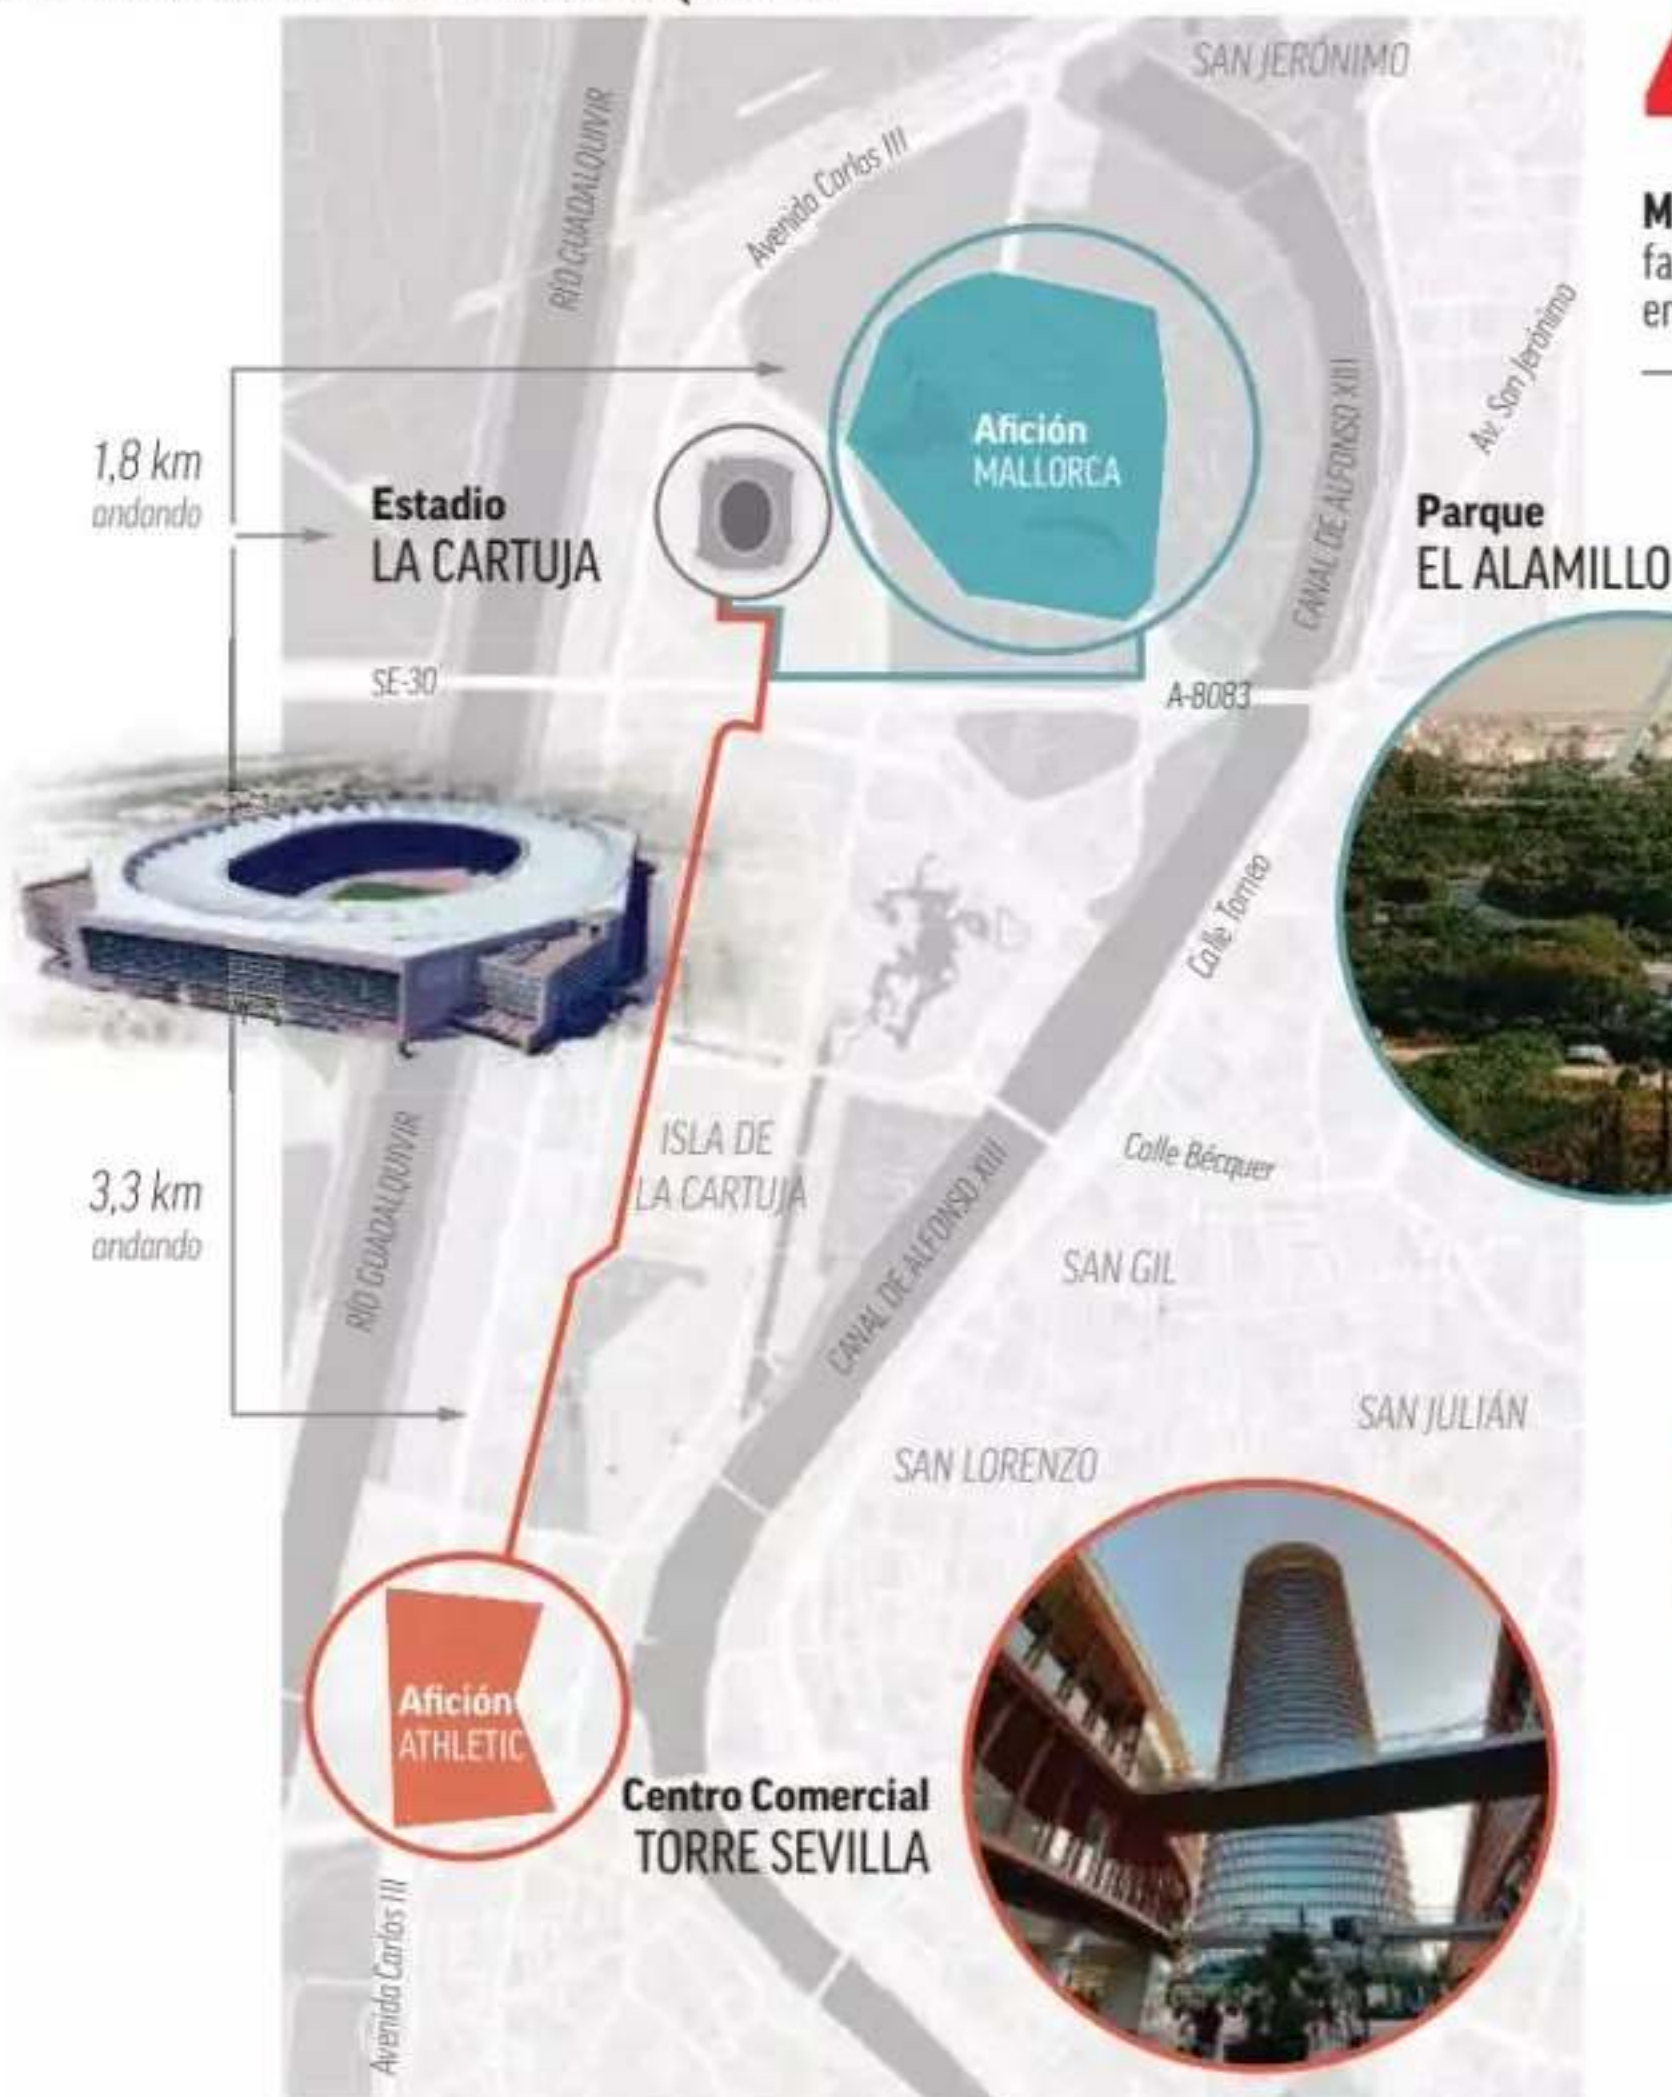 SAN JERÓNIMO
RÍO GUADALQUIVIR
Avenida Carlos III
Av. San Jerónimo
CANAL DE ALFONSO XIII
1,8 km
andando
Estadio
LA CARTUJA
Afición
MALLORCA
Parque
EL ALAMILLO
SE-30
A-8083
Calle Torneo
ISLA DE
LA CARTUJA
Calle Bécquer
3,3 km
andando
RÍO GUADALQUIVIR
CANAL DE ALFONSO XIII
SAN GIL
SAN JULIÁN
SAN LORENZO
Afición
ATHLETIC
Centro Comercial
TORRE SEVILLA
Avenida Carlos III